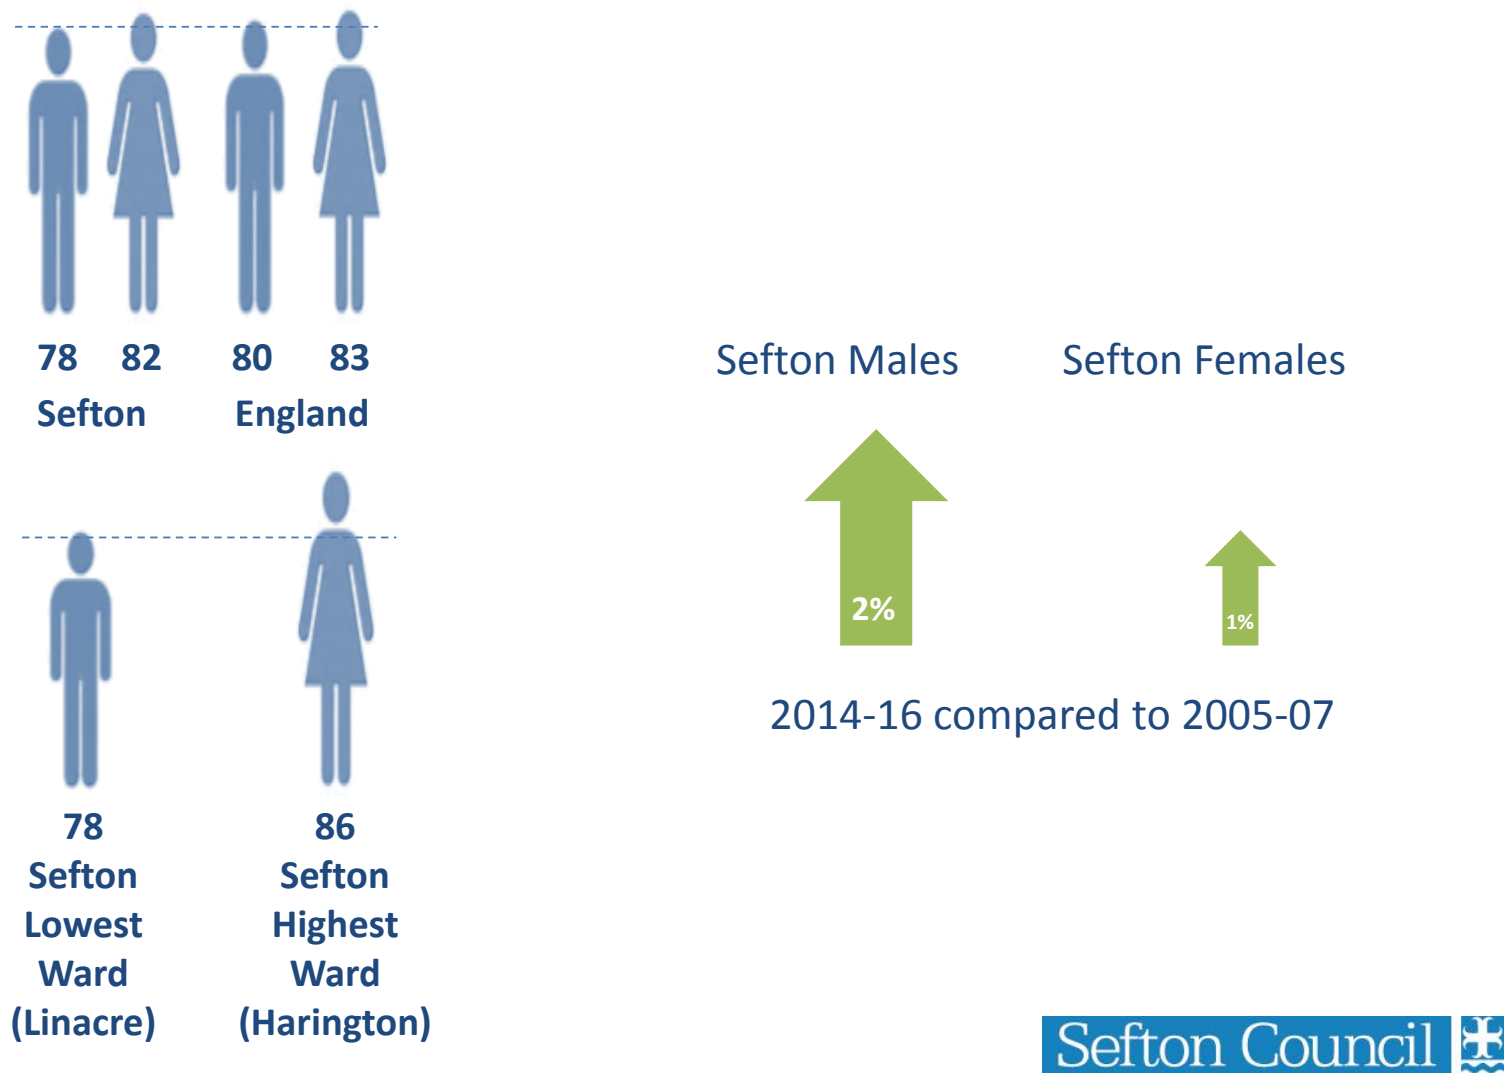 78 82 80 83
Sefton England
78
Sefton
Lowest
Ward
(Linacre)
86
Sefton
Highest
Ward
(Harington)
Sefton Males Sefton Females
2% 1%
2014-16 compared to 2005-07
Sefton Council